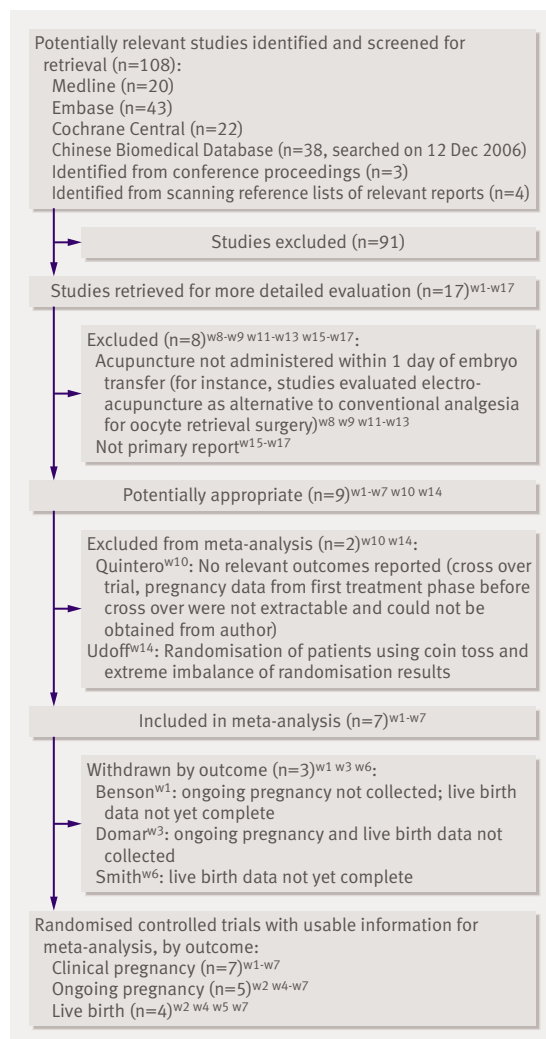 Potentially relevant studies identified and screened for
retrieval (n=108):
Medline (n=20)
Embase (n=43)
Cochrane Central (n=22)
Chinese Biomedical Database (n=38, searched on 12 Dec 2006)
Identified from conference proceedings (n=3)
Identified from scanning reference lists of relevant reports (n=4)
Studies excluded (n=91)
Studies retrieved for more detailed evaluation (n=17)w1-w17
Excluded (n=8)w8-w9 w11-w13 w15-w17:
Acupuncture not administered within 1 day of embryo
transfer (for instance, studies evaluated electro-
acupuncture as alternative to conventional analgesia
for oocyte retrieval surgery)w8 w9 w11-w13
Not primary reportw15-w17
Potentially appropriate (n=9)w1-w7 w10 w14
Excluded from meta-analysis (n=2)w10 w14:
Quinterow10: No relevant outcomes reported (cross over
trial, pregnancy data from first treatment phase before
cross over were not extractable and could not be
obtained from author)
Udoffw14: Randomisation of patients using coin toss and
extreme imbalance of randomisation results
Included in meta-analysis (n=7)w1-w7
Withdrawn by outcome (n=3)w1 w3 w6:
Bensonw1: ongoing pregnancy not collected; live birth
data not yet complete
Domarw3: ongoing pregnancy and live birth data not
collected
Smithw6: live birth data not yet complete
Randomised controlled trials with usable information for
meta-analysis, by outcome:
Clinical pregnancy (n=7)w1-w7
Ongoing pregnancy (n=5)w2 w4-w7
Live birth (n=4)w2 w4 w5 w7